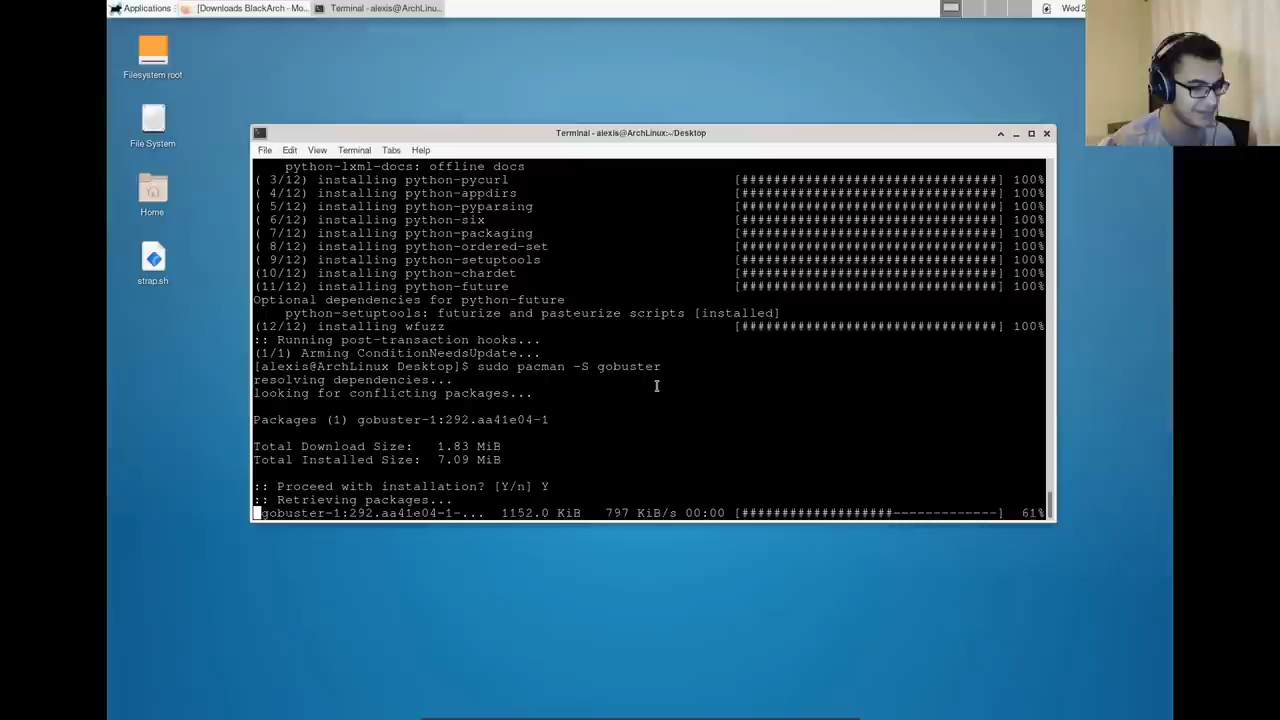 Applications :
[Downloads BlackArch - Mo...
Terminal - alexis@ArchLinu...
Wed 2
Filesystem root
File System
Home
strap.sh
Terminal - alexis@ArchLinux:~/Desktop
File Edit View Terminal Tabs Help
python-lxml-docs: offline docs
( 3/12) installing python-pycurl [################################] 100%
( 4/12) installing python-appdirs [################################] 100%
( 5/12) installing python-pyparsing [################################] 100%
( 6/12) installing python-six [################################] 100%
( 7/12) installing python-packaging [################################] 100%
( 8/12) installing python-ordered-set [################################] 100%
( 9/12) installing python-setuptools [################################] 100%
(10/12) installing python-chardet [################################] 100%
(11/12) installing python-future [################################] 100%
Optional dependencies for python-future
python-setuptools: futurize and pasteurize scripts [installed]
(12/12) installing wfuzz [################################] 100%
:: Running post-transaction hooks...
(1/1) Arming ConditionNeedsUpdate...
[alexis@ArchLinux Desktop]$ sudo pacman -S gobuster
resolving dependencies...
looking for conflicting packages...
Packages (1) gobuster-1:292.aa41e04-1
Total Download Size: 1.83 MiB
Total Installed Size: 7.09 MiB
:: Proceed with installation? [Y/n] Y
:: Retrieving packages...
gobuster-1:292.aa41e04-1-... 1152.0 KiB 797 KiB/s 00:00 [###################-------------] 61%